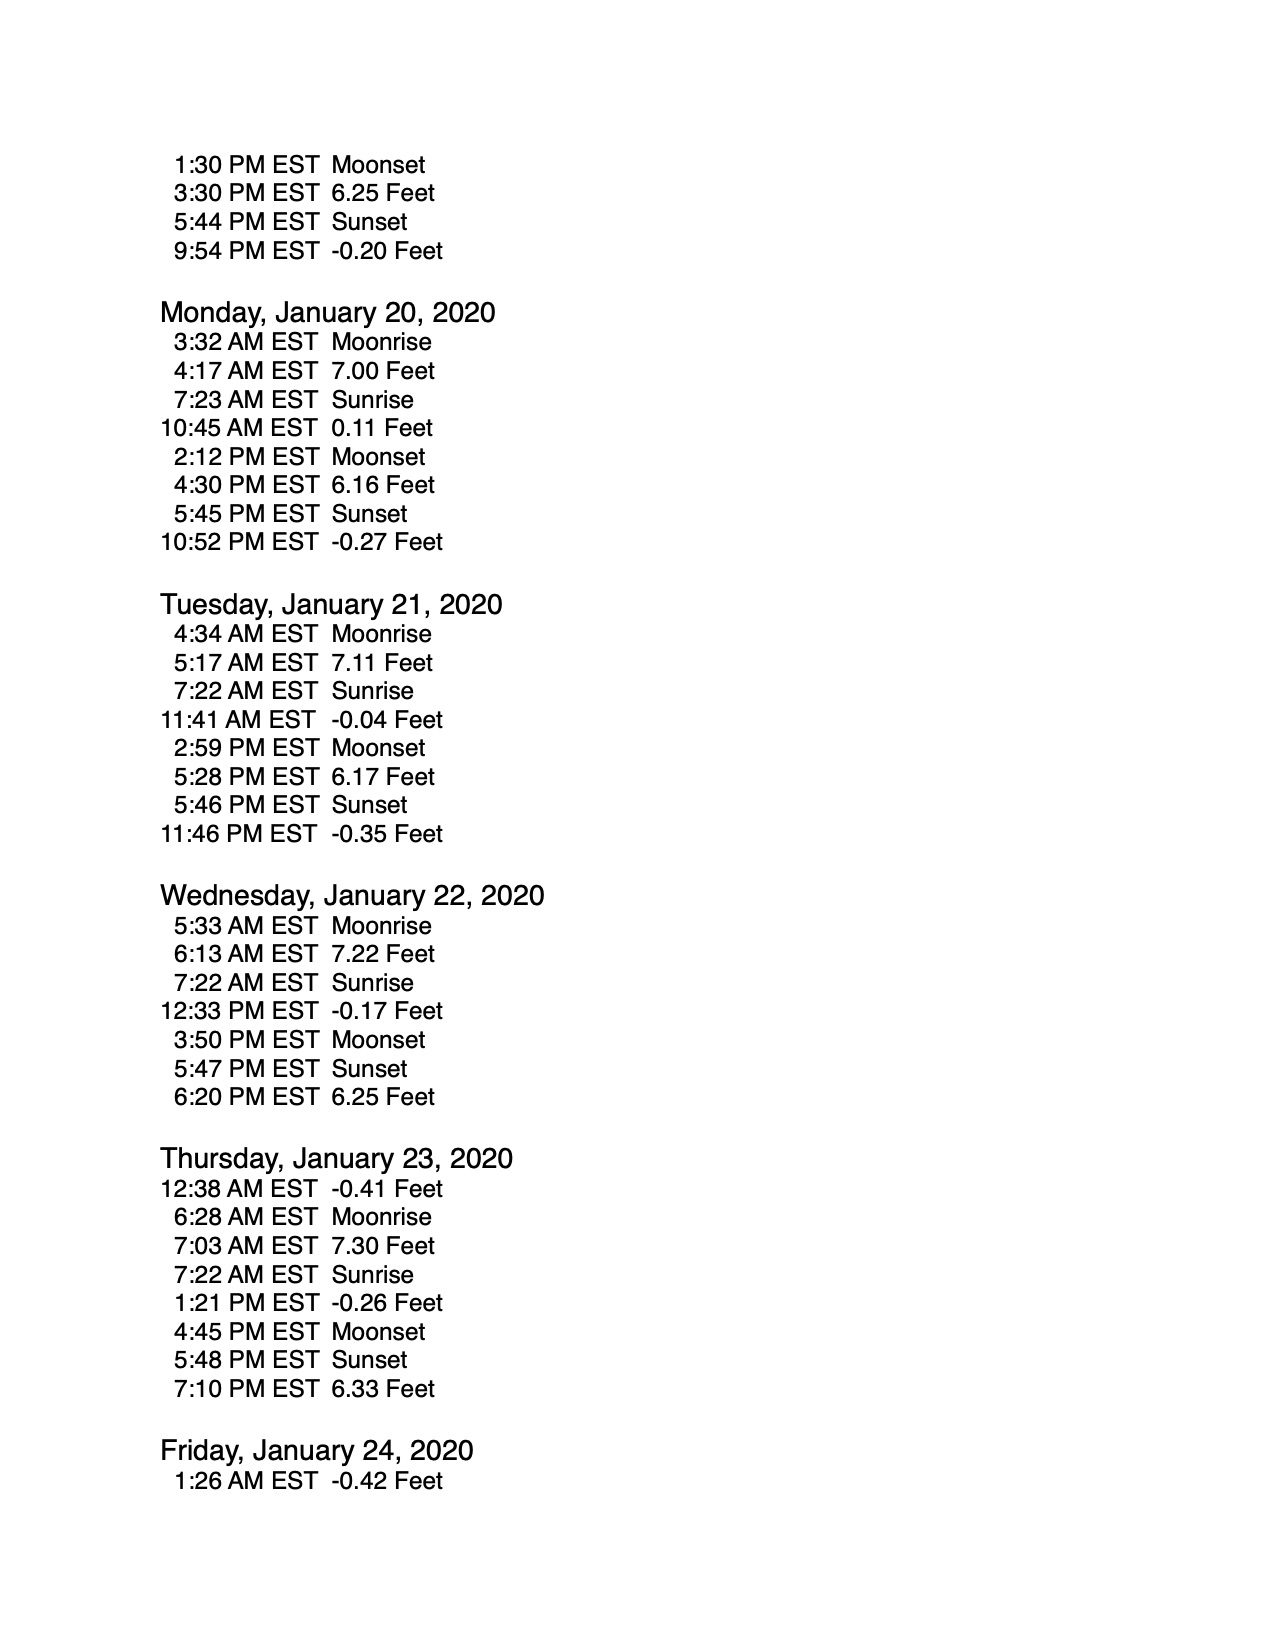 1:30 PM EST Moonset
3:30 PM EST 6.25 Feet
5:44 PM EST Sunset
9:54 PM EST -0.20 Feet
Monday, January 20, 2020
3:32 AM EST Moonrise
4:17 AM EST 7.00 Feet
7:23 AM EST Sunrise
10:45 AM EST 0.11 Feet
2:12 PM EST Moonset
4:30 PM EST 6.16 Feet
5:45 PM EST Sunset
10:52 PM EST -0.27 Feet
Tuesday, January 21, 2020
4:34 AM EST Moonrise
5:17 AM EST 7.11 Feet
7:22 AM EST Sunrise
11:41 AM EST -0.04 Feet
2:59 PM EST Moonset
5:28 PM EST 6.17 Feet
5:46 PM EST Sunset
11:46 PM EST -0.35 Feet
Wednesday, January 22, 2020
5:33 AM EST Moonrise
6:13 AM EST 7.22 Feet
7:22 AM EST Sunrise
12:33 PM EST -0.17 Feet
3:50 PM EST Moonset
5:47 PM EST Sunset
6:20 PM EST 6.25 Feet
Thursday, January 23, 2020
12:38 AM EST -0.41 Feet
6:28 AM EST Moonrise
7:03 AM EST 7.30 Feet
7:22 AM EST Sunrise
1:21 PM EST -0.26 Feet
4:45 PM EST Moonset
5:48 PM EST Sunset
7:10 PM EST 6.33 Feet
Friday, January 24, 2020
1:26 AM EST -0.42 Feet